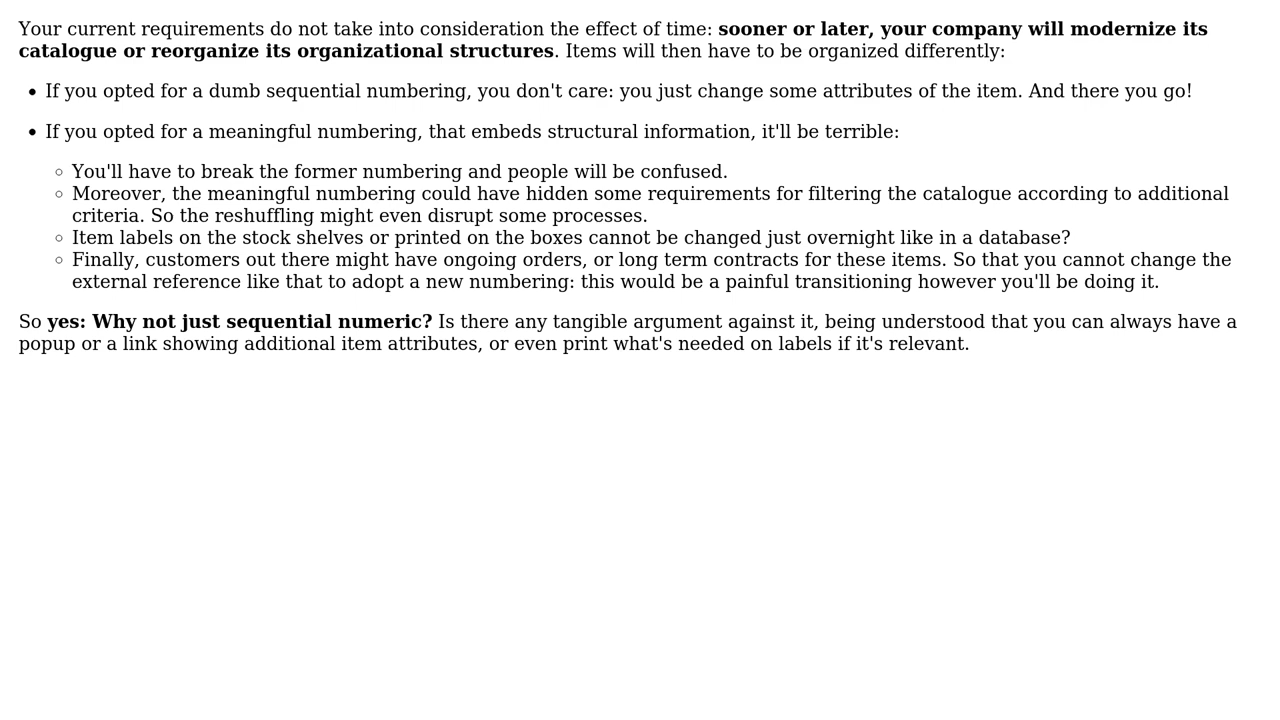 Your current requirements do not take into consideration the effect of time: sooner or later, your company will modernize its
catalogue or reorganize its organizational structures. Items will then have to be organized differently:
• If you opted for a dumb sequential numbering, you don't care: you just change some attributes of the item. And there you go!
• If you opted for a meaningful numbering, that embeds structural information, it'll be terrible:
◦ You'll have to break the former numbering and people will be confused.
◦ Moreover, the meaningful numbering could have hidden some requirements for filtering the catalogue according to additional
criteria. So the reshuffling might even disrupt some processes.
◦ Item labels on the stock shelves or printed on the boxes cannot be changed just overnight like in a database?
◦ Finally, customers out there might have ongoing orders, or long term contracts for these items. So that you cannot change the
external reference like that to adopt a new numbering: this would be a painful transitioning however you'll be doing it.
So yes: Why not just sequential numeric? Is there any tangible argument against it, being understood that you can always have a
popup or a link showing additional item attributes, or even print what's needed on labels if it's relevant.